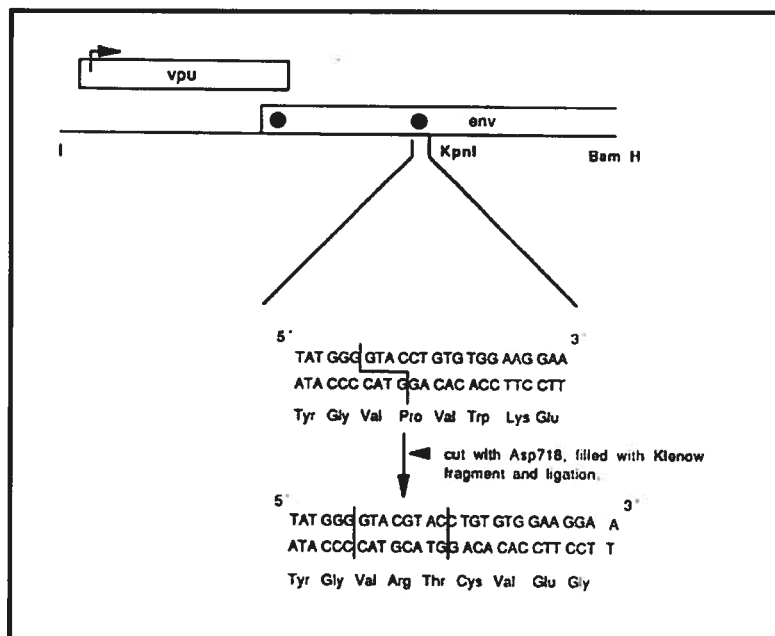 vpu
env
I
KpnI
Bam H
5' 3'
TAT GGG GTA CCT GTG TGG AAG GAA
ATA CCC CAT GGA CAC ACC TTC CTT
Tyr Gly Val Pro Val Trp Lys Glu
cut with Asp718, filled with Klenow
fragment and ligation.
5' 3'
TAT GGG GTA CGT ACC TGT GTG GAA GGA A
ATA CCC CAT GCA TGG ACA CAC CTT CCT T
Tyr Gly Val Arg Thr Cys Val Glu Gly